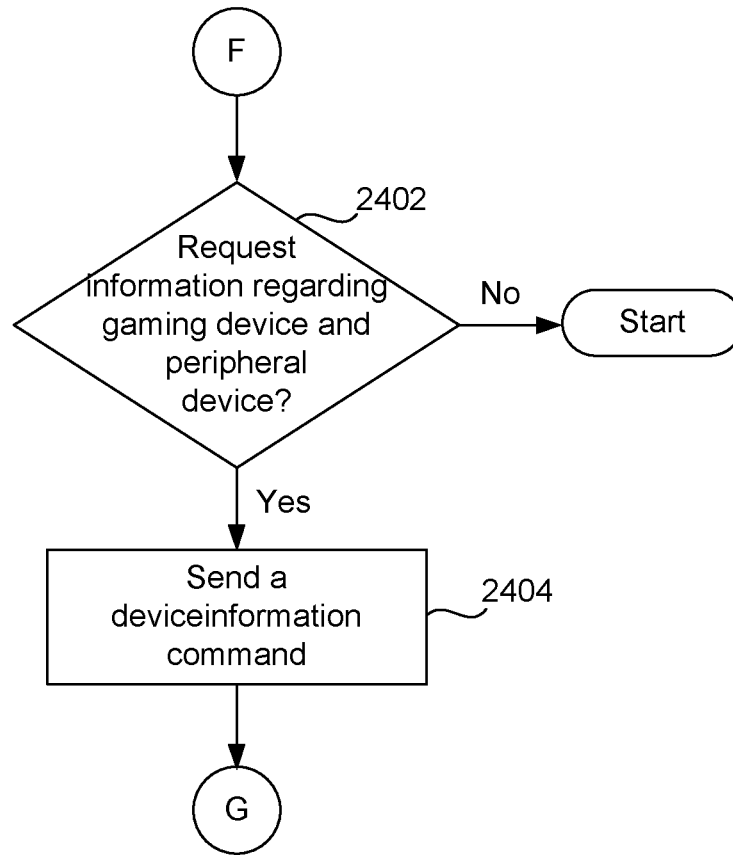 F
2402
Request
information regarding
gaming device and
peripheral
device?
No
Start
Yes
Send a
deviceinformation
command
2404
G